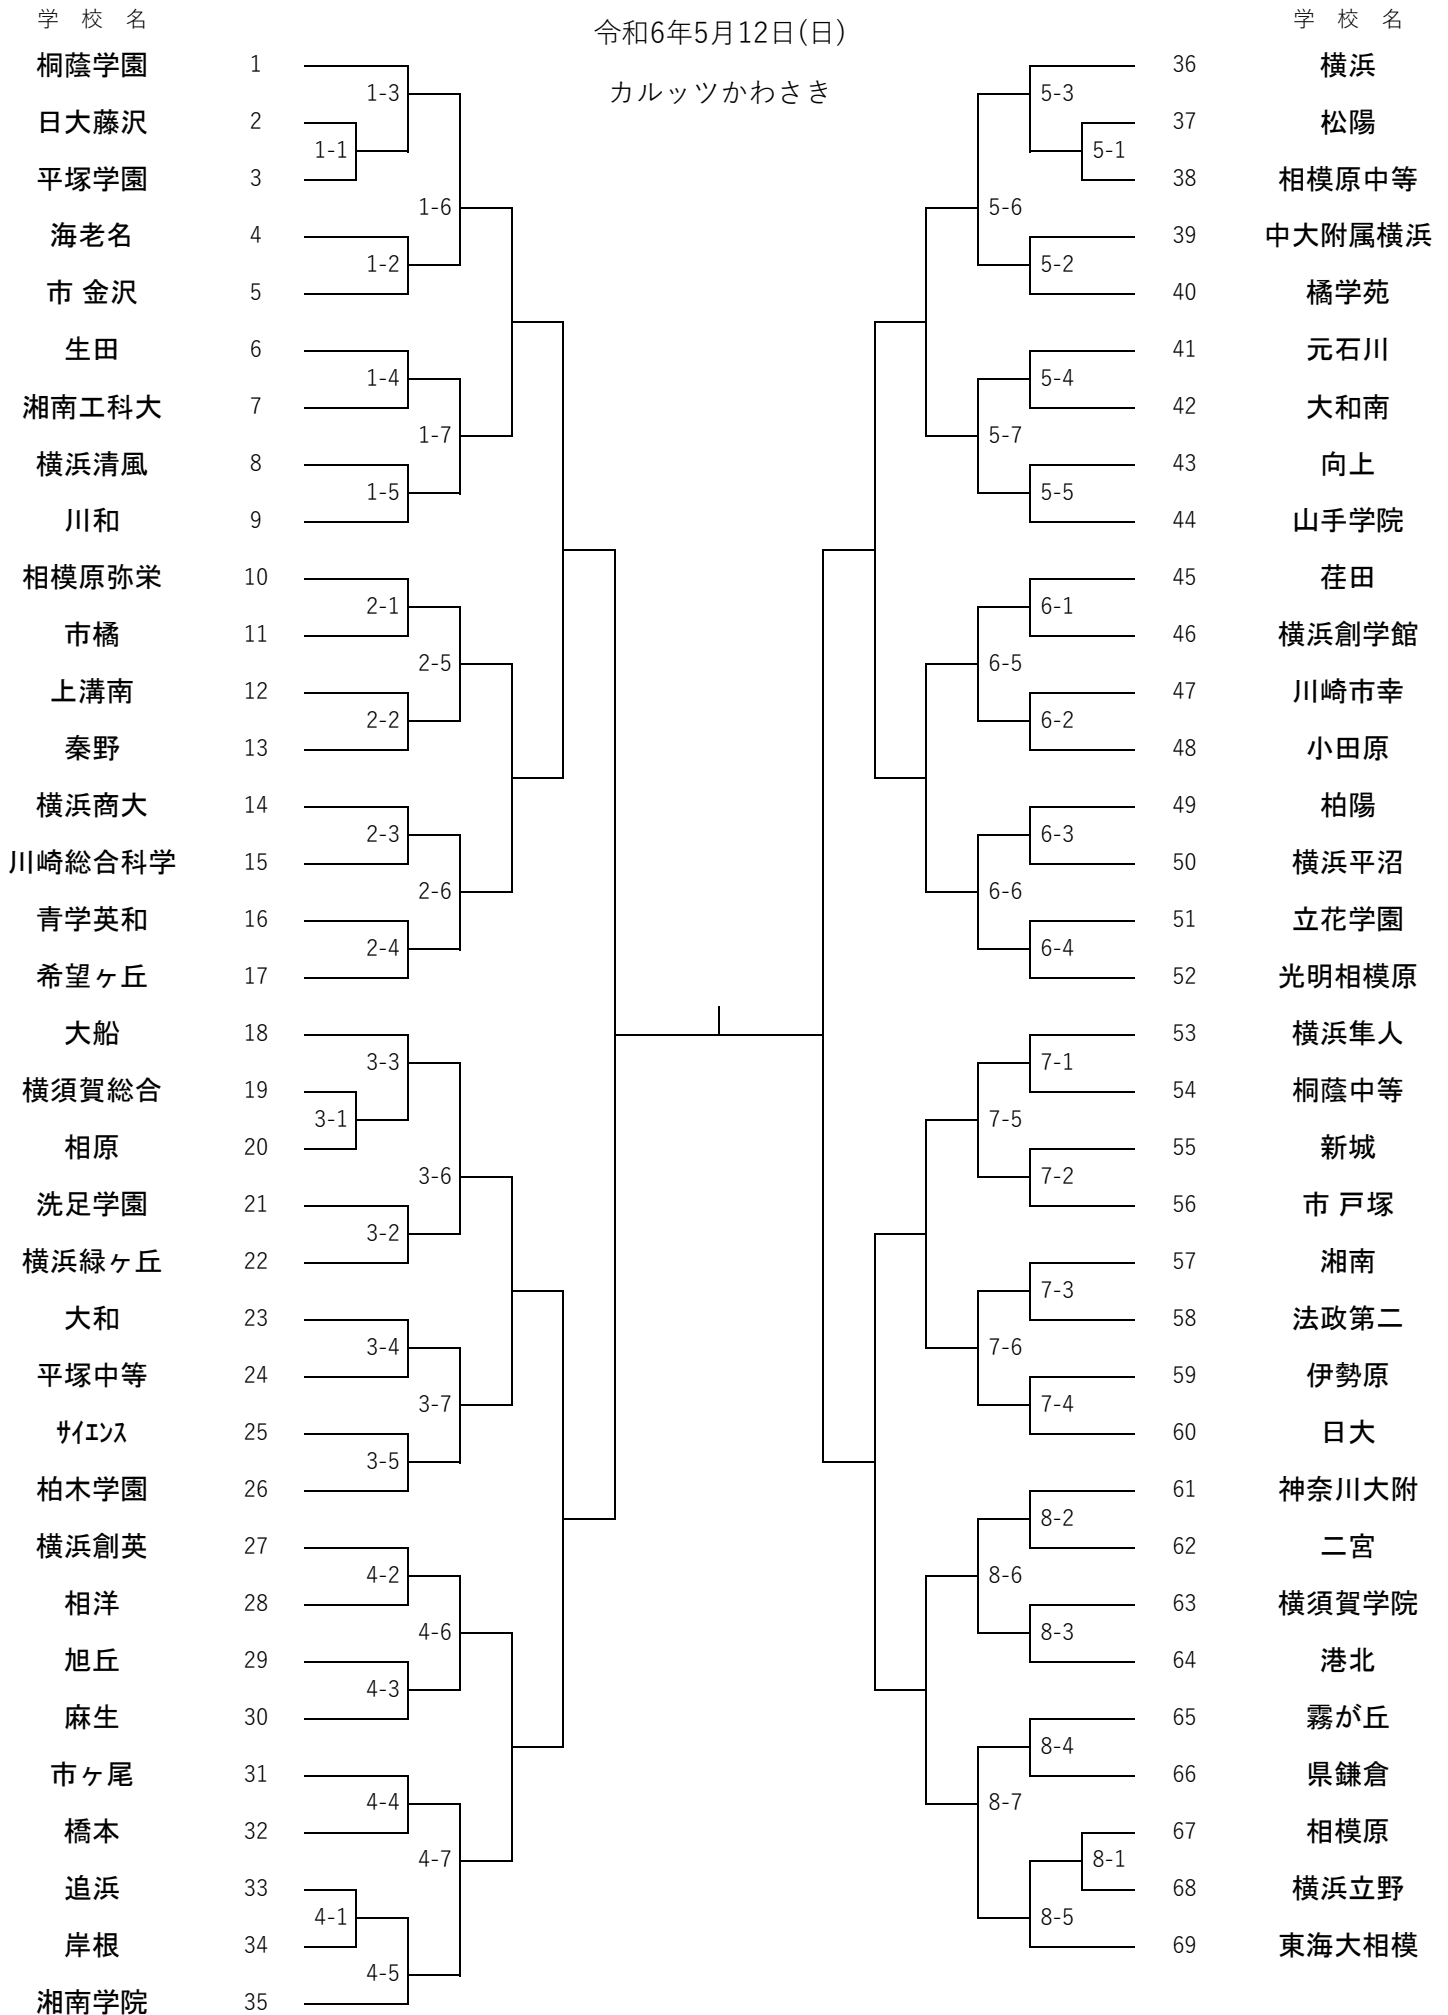 学 校 名
令和6年5月12日(日)
カルッツかわさき
学 校 名
桐蔭学園 1
日大藤沢 2
平塚学園 3
海老名 4
市 金沢 5
生田 6
湘南工科大 7
横浜清風 8
川和 9
相模原弥栄 10
市橘 11
上溝南 12
秦野 13
横浜商大 14
川崎総合科学 15
青学英和 16
希望ヶ丘 17
大船 18
横須賀総合 19
相原 20
洗足学園 21
横浜緑ヶ丘 22
大和 23
平塚中等 24
ｻｲｴﾝｽ 25
柏木学園 26
横浜創英 27
相洋 28
旭丘 29
麻生 30
市ヶ尾 31
橋本 32
追浜 33
岸根 34
湘南学院 35
1-3
1-1
1-6
1-2
1-4
1-7
1-5
2-1
2-5
2-2
2-3
2-6
2-4
3-3
3-1
3-6
3-2
3-4
3-7
3-5
4-2
4-6
4-3
4-4
4-7
4-1
4-5
5-3
5-1
5-6
5-2
5-4
5-7
5-5
6-1
6-5
6-2
6-3
6-6
6-4
7-1
7-5
7-2
7-3
7-6
7-4
8-2
8-6
8-3
8-4
8-7
8-1
8-5
36 横浜
37 松陽
38 相模原中等
39 中大附属横浜
40 橘学苑
41 元石川
42 大和南
43 向上
44 山手学院
45 荏田
46 横浜創学館
47 川崎市幸
48 小田原
49 柏陽
50 横浜平沼
51 立花学園
52 光明相模原
53 横浜隼人
54 桐蔭中等
55 新城
56 市 戸塚
57 湘南
58 法政第二
59 伊勢原
60 日大
61 神奈川大附
62 二宮
63 横須賀学院
64 港北
65 霧が丘
66 県鎌倉
67 相模原
68 横浜立野
69 東海大相模